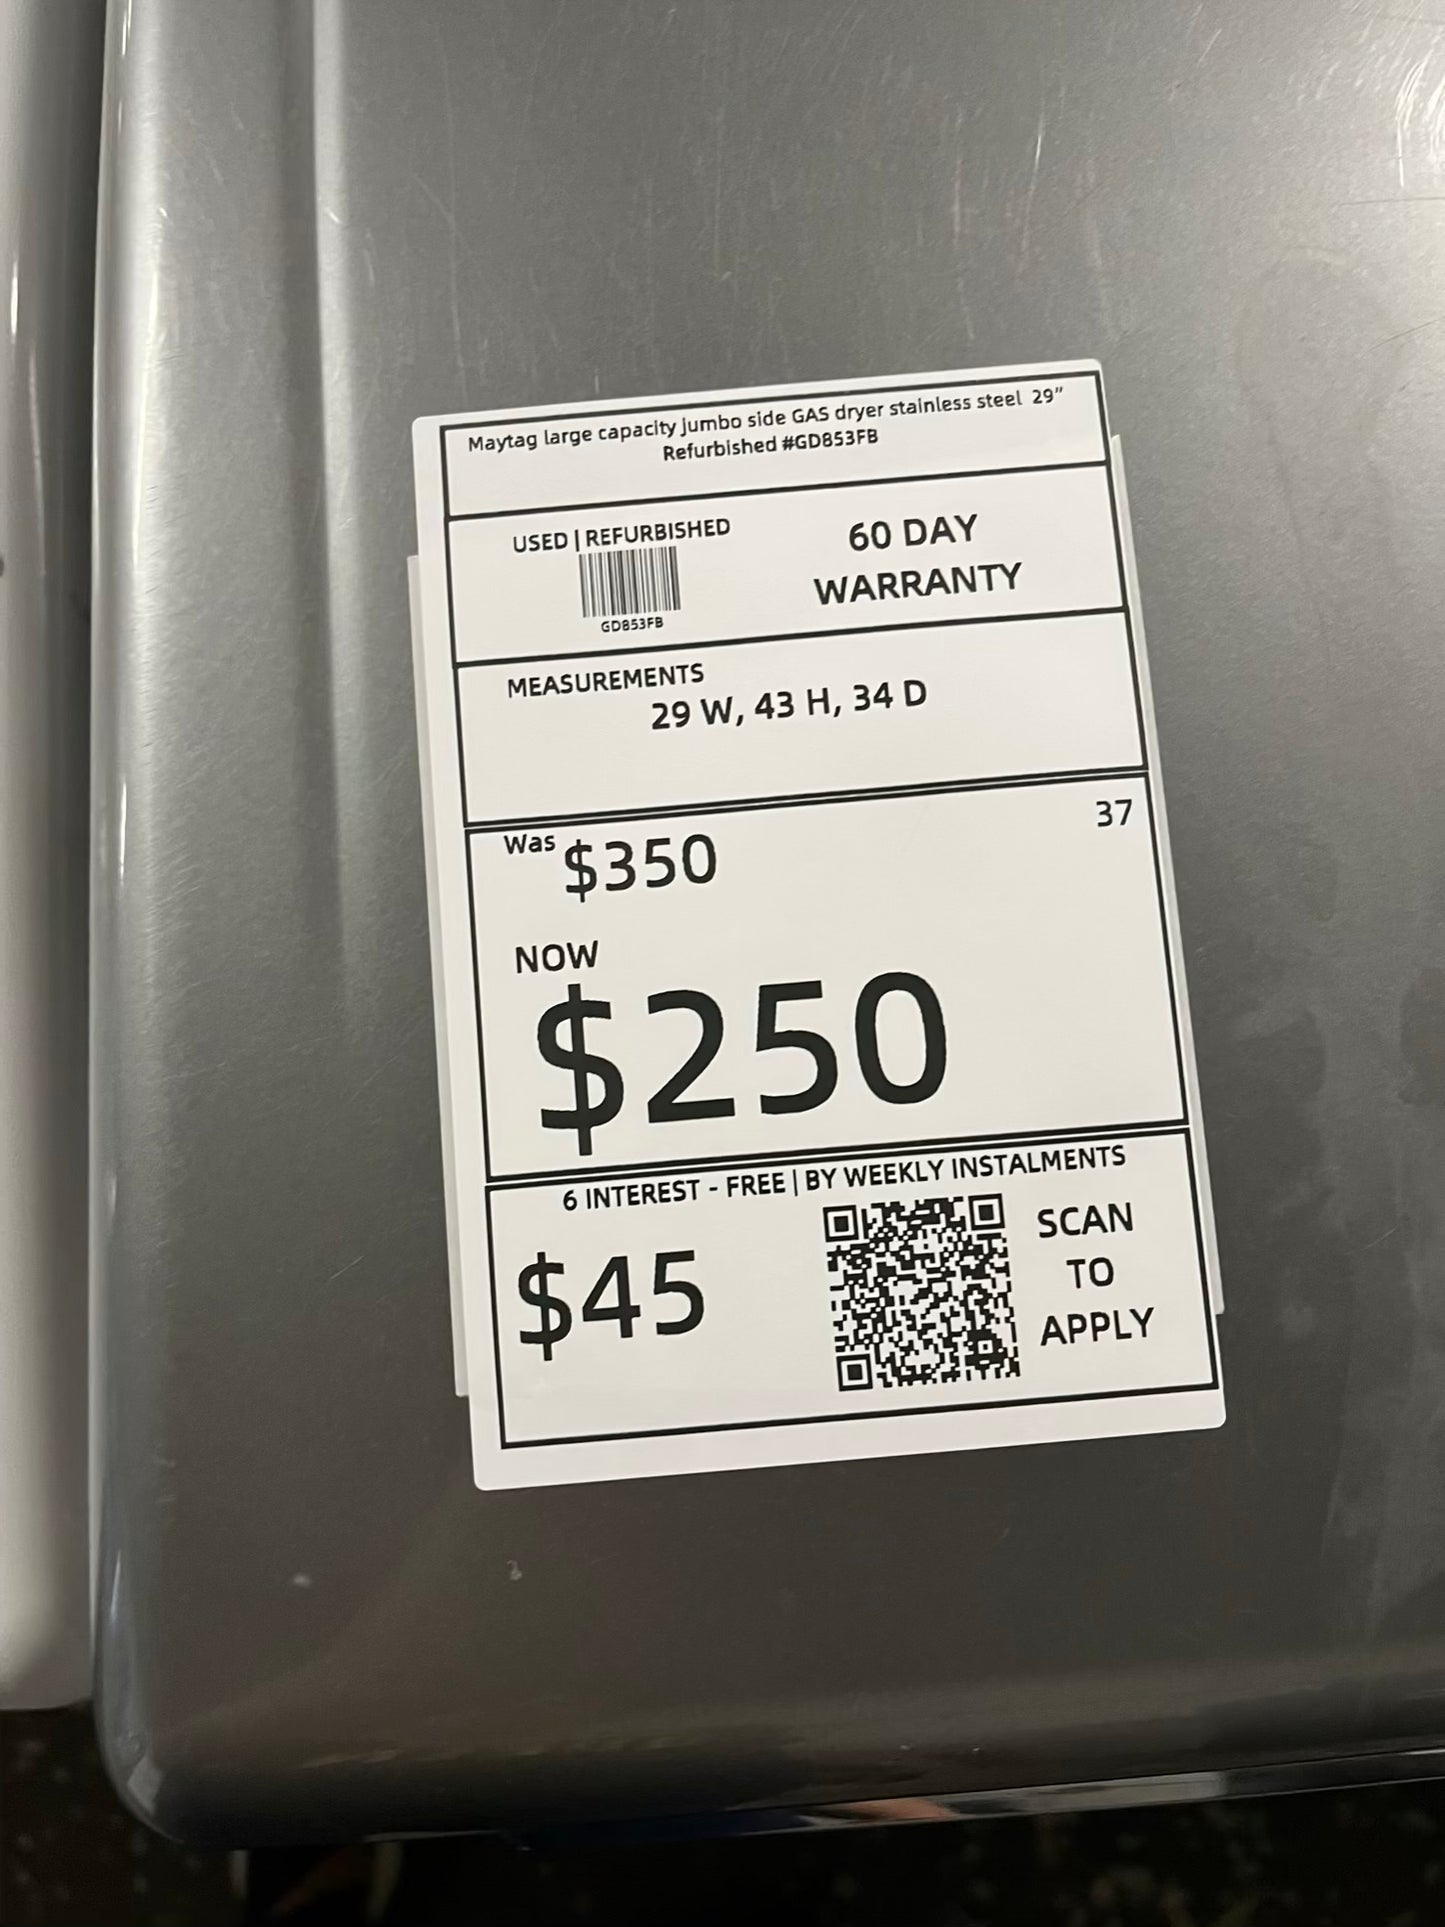 Maytag large capacity jumbo side GAS dryer stainless steel 29”
Refurbished #GD853FB
USED | REFURBISHED
GD853FB
60 DAY
WARRANTY
MEASUREMENTS
29 W, 43 H, 34 D
37
Was $350
NOW
$250
6 INTEREST - FREE | BY WEEKLY INSTALMENTS
$45
SCAN
TO
APPLY